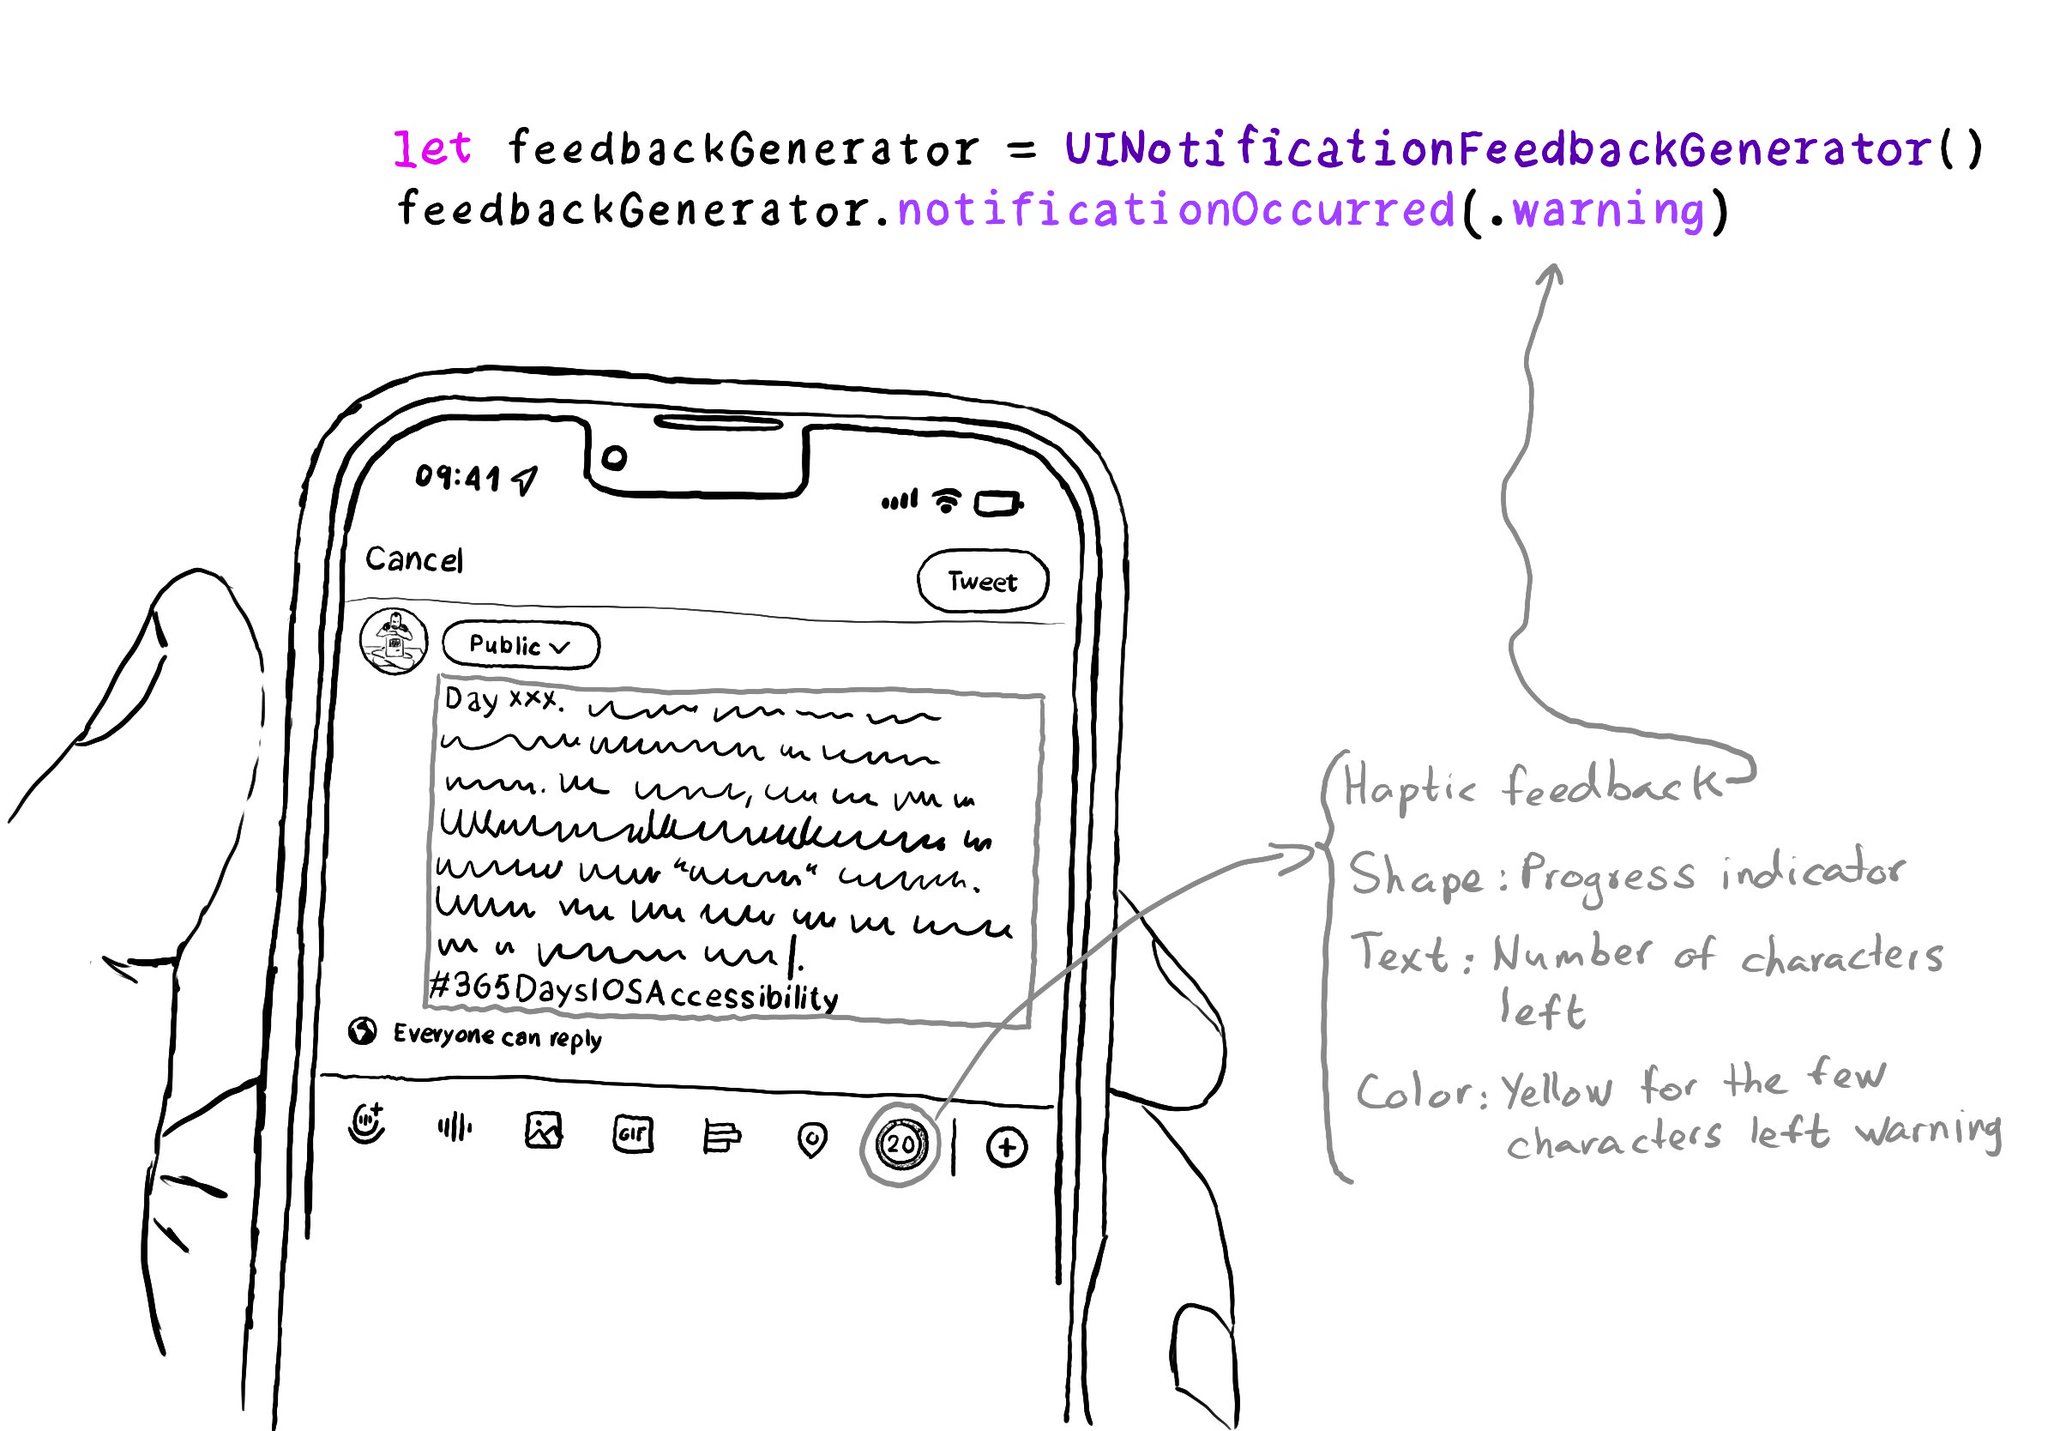 let feedbackGenerator = UINotificationFeedbackGenerator()
feedbackGenerator.notificationOccurred(.warning)
09:41
Cancel
Tweet
Public
Day xxx.
#365DaysIOSAccessibility
Everyone can reply
GIF
20
Haptic feedback
Shape: Progress indicator
Text: Number of characters
left
Color: Yellow for the few
characters left warning